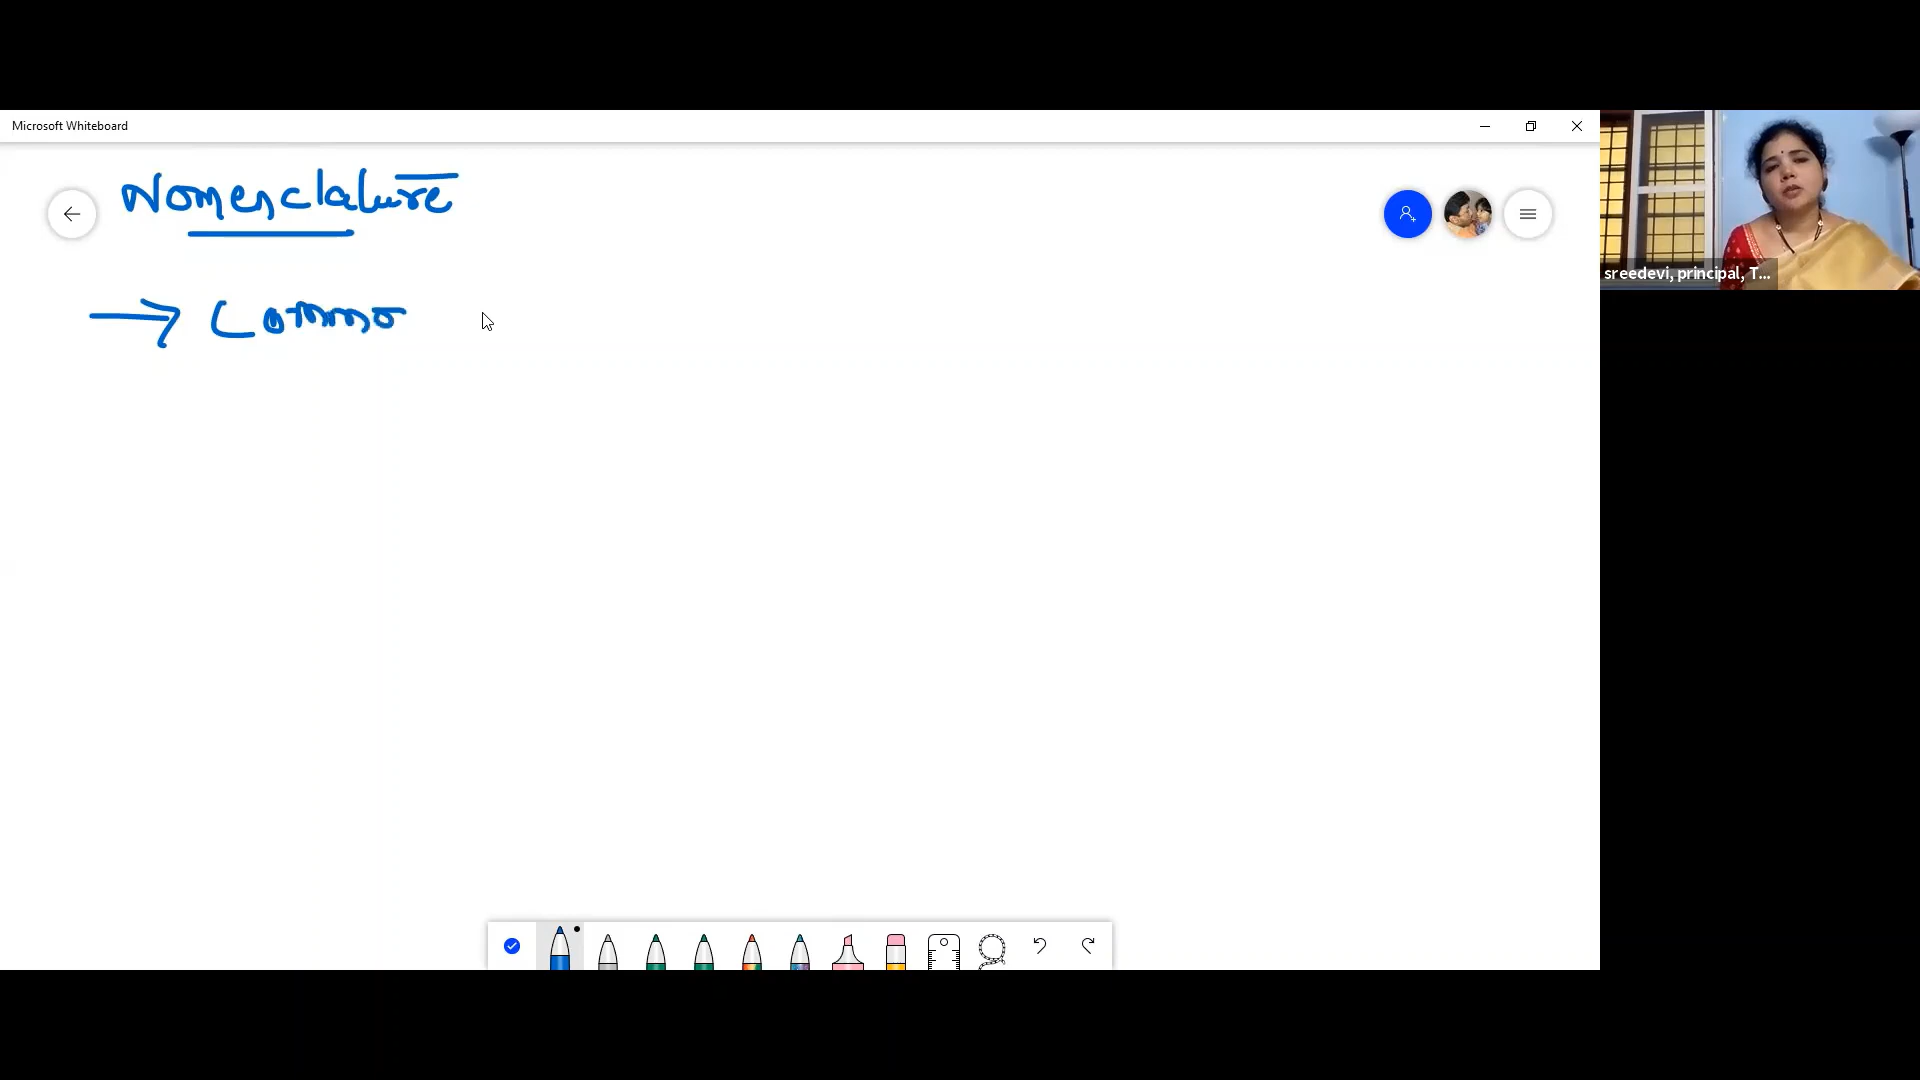 Microsoft Whiteboard
Nomenclature
→ Commo
sreedevi, principal, T...